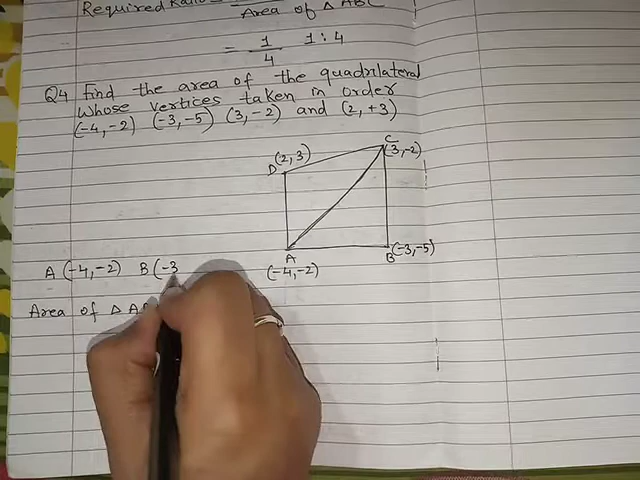 Required Ratio = Area of △ ABC
= 1/4 1:4
Q4 Find the area of the quadrilateral
whose vertices taken in order
(-4,-2) (-3,-5) (3,-2) and (2,+3)
C
D (2,3) (3,-2)
A B (-3,-5)
(-4,-2)
A (-4,-2) B (-3
Area of △ A